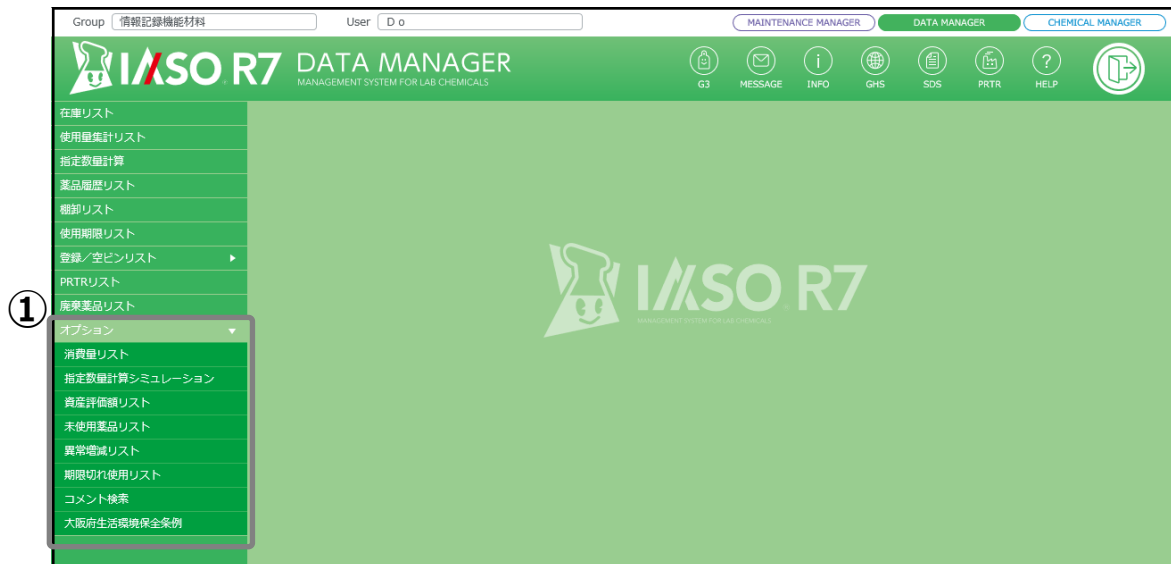 Group 情報記録機能材料 User D o MAINTENANCE MANAGER DATA MANAGER CHEMICAL MANAGER
IASO R7 DATA MANAGER
MANAGEMENT SYSTEM FOR LAB CHEMICALS
G3 MESSAGE INFO GHS SDS PRTR HELP
在庫リスト
使用量集計リスト
指定数量計算
薬品履歴リスト
棚卸リスト
使用期限リスト
登録/空ビンリスト
PRTRリスト
廃棄薬品リスト
①
オプション
消費量リスト
指定数量計算シミュレーション
資産評価額リスト
未使用薬品リスト
異常増減リスト
期限切れ使用リスト
コメント検索
大阪府生活環境保全条例
IASO R7
MANAGEMENT SYSTEM FOR LAB CHEMICALS